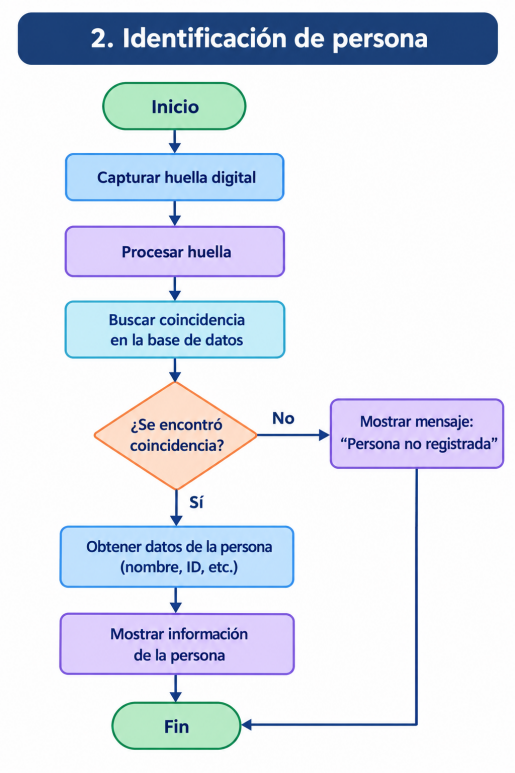 2. Identificación de persona
Inicio
Capturar huella digital
Procesar huella
Buscar coincidencia
en la base de datos
¿Se encontró
coincidencia?
No
Mostrar mensaje:
“Persona no registrada”
Sí
Obtener datos de la persona
(nombre, ID, etc.)
Mostrar información
de la persona
Fin